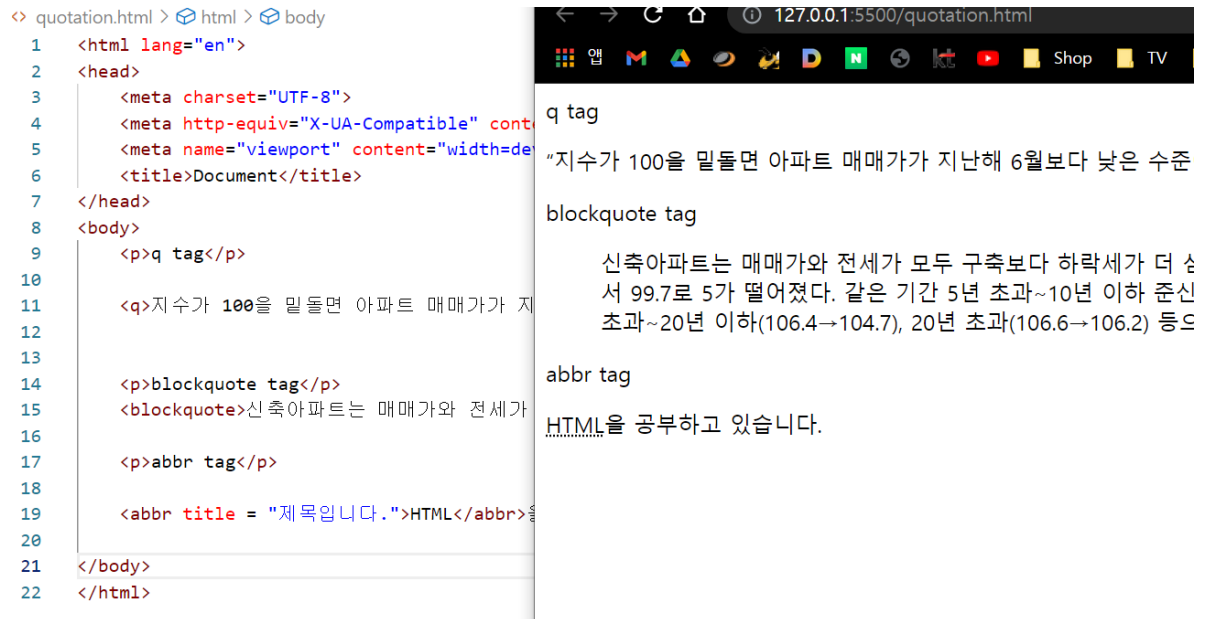 quotation.html > html > body
1 <html lang="en">
2 <head>
3 <meta charset="UTF-8">
4 <meta http-equiv="X-UA-Compatible"
5 <meta name="viewport"
6 <title>Document</title>
7 </head>
8 <body>
9 <p>q tag</p>
10
11 <q>지수가 100을 밑돌면 아파트 매매가가
12
13
14 <p>blockquote tag</p>
15 <blockquote>신축아파트는 매매가와 전세가
16
17 <p>abbr tag</p>
18
19 <abbr title = "제목입니다.">HTML</abbr>
20
21 </body>
22 </html>
127.0.0.1:5500/quotation.html
앱 D N kt Shop TV
q tag
“지수가 100을 밑돌면 아파트 매매가가 지난해 6월보다 낮은 수준
blockquote tag
신축아파트는 매매가와 전세가 모두 구축보다 하락세가 더
서 99.7로 5가 떨어졌다. 같은 기간 5년 초과~10년 이하
초과~20년 이하(106.4→104.7), 20년 초과(106.6→106.2)
abbr tag
HTML을 공부하고 있습니다.